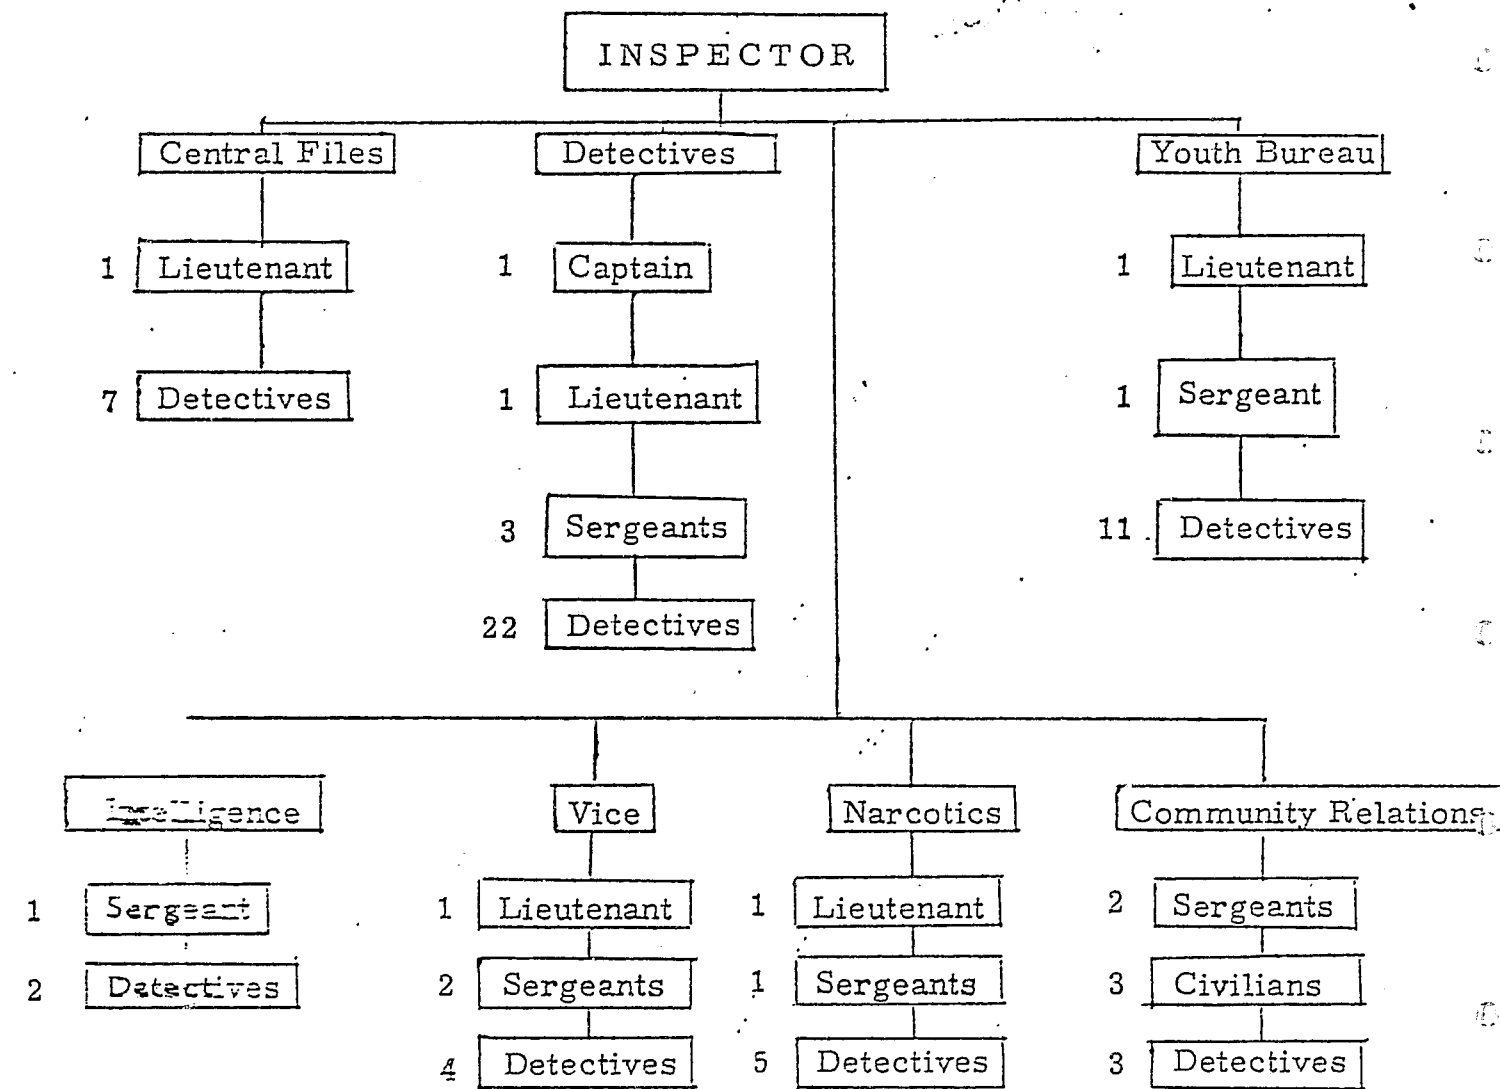 INSPECTOR
Central Files Detectives Youth Bureau
1 Lieutenant 1 Captain 1 Lieutenant
7 Detectives 1 Lieutenant 1 Sergeant
3 Sergeants 11 Detectives
22 Detectives
Intelligence Vice Narcotics Community Relations
1 Sergeant 1 Lieutenant 1 Lieutenant 2 Sergeants
2 Detectives 2 Sergeants 1 Sergeants 3 Civilians
4 Detectives 5 Detectives 3 Detectives